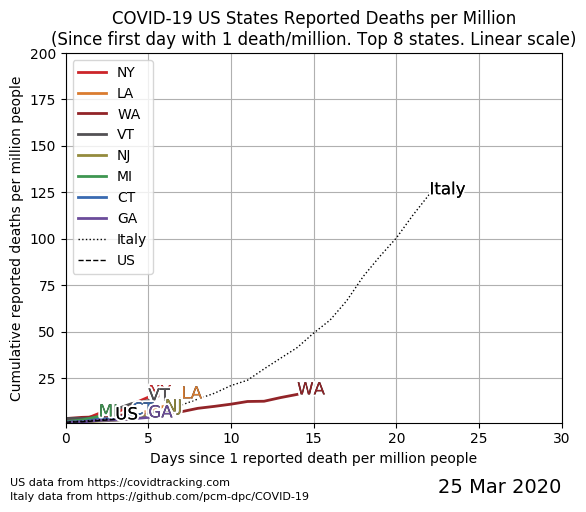 COVID-19 US States Reported Deaths per Million
(Since first day with 1 death/million. Top 8 states. Linear scale)
Cumulative reported deaths per million people
200
175
150
125
100
75
50
25
NY
LA
WA
VT
NJ
MI
CT
GA
Italy
US
Italy
WA
LA
VT
NJ
GA
US
0
5
10
15
20
25
30
Days since 1 reported death per million people
US data from https://covidtracking.com
Italy data from https://github.com/pcm-dpc/COVID-19
25 Mar 2020